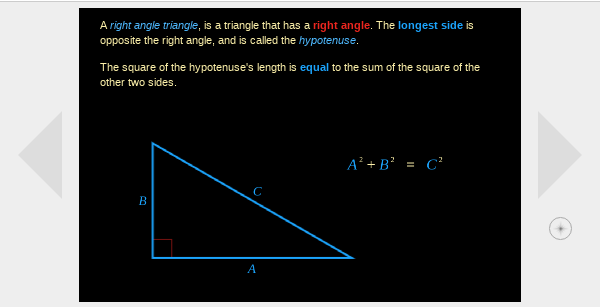 A right angle triangle, is a triangle that has a right angle. The longest side is
opposite the right angle, and is called the hypotenuse.
The square of the hypotenuse's length is equal to the sum of the square of the
other two sides.
A² + B² = C²
C
B
A